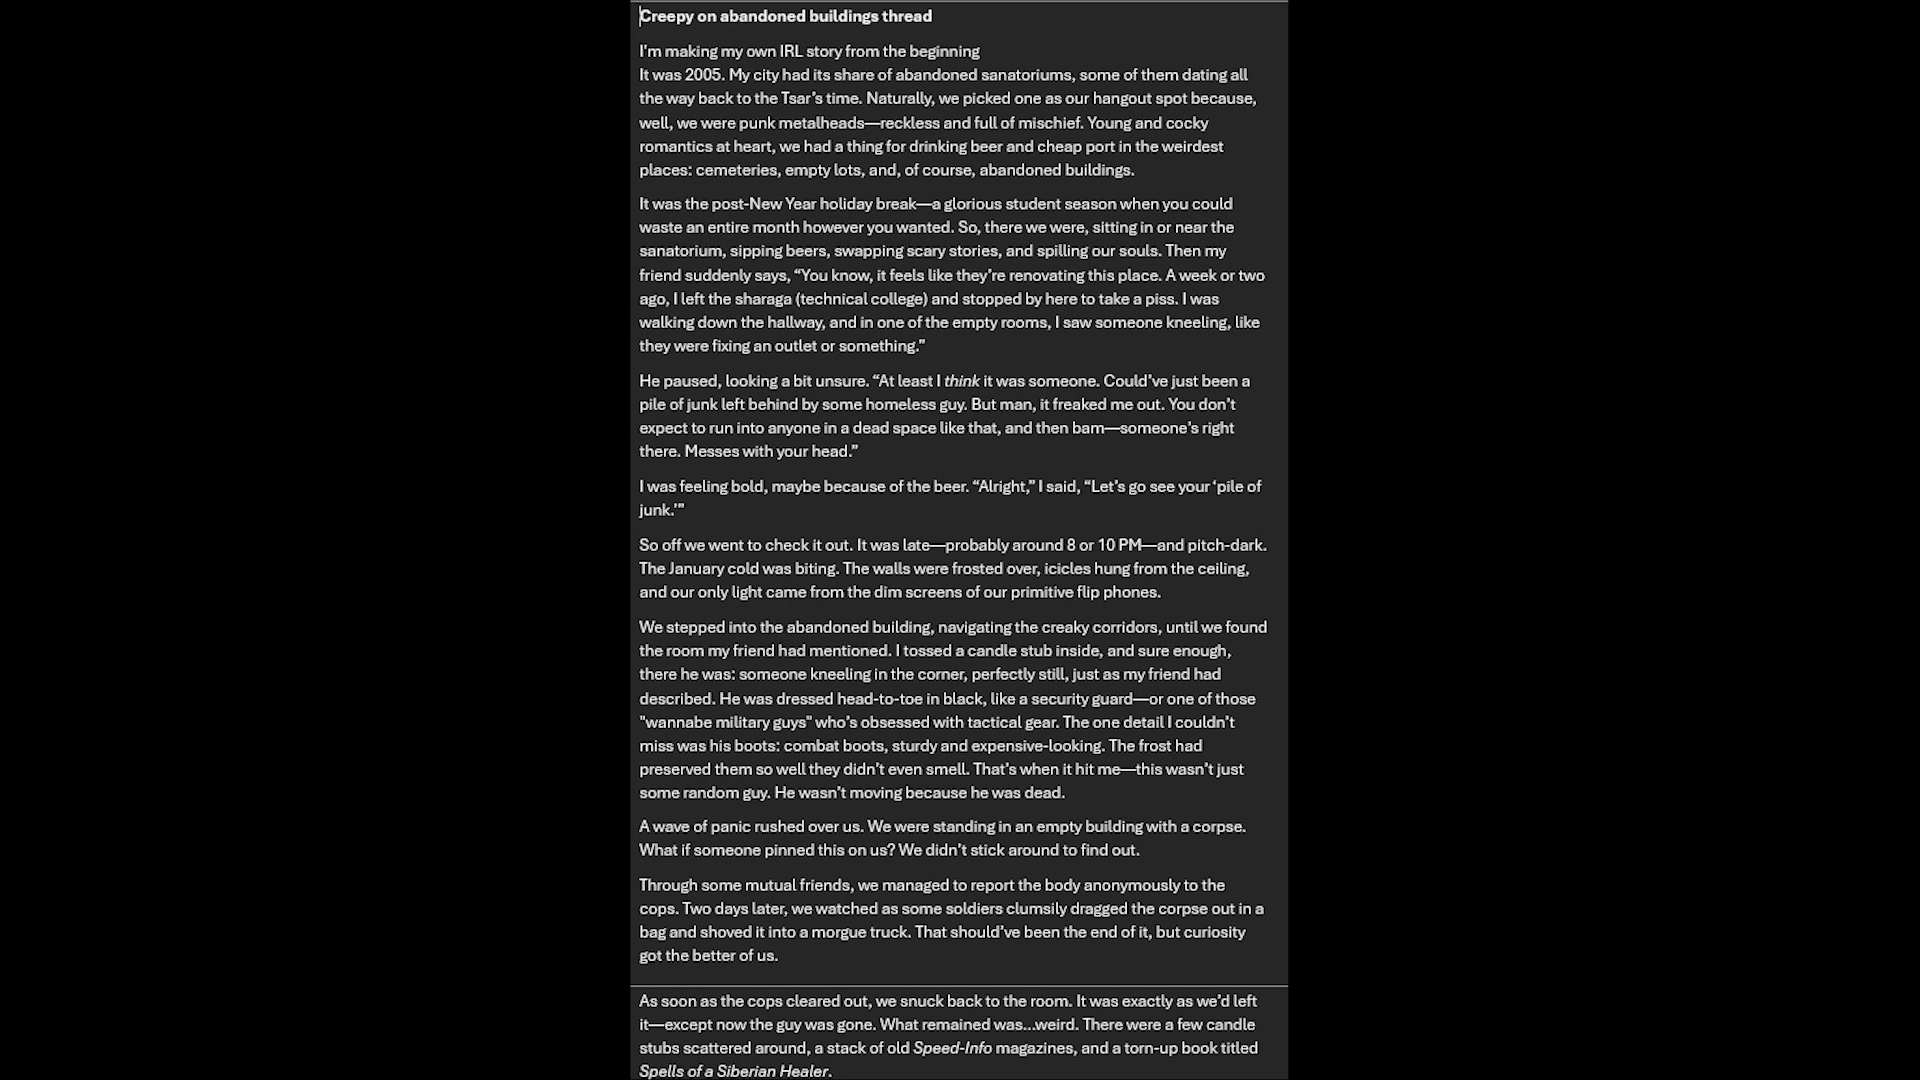 Creepy on abandoned buildings thread
I'm making my own IRL story from the beginning
It was 2005. My city had its share of abandoned sanatoriums, some of them dating all
the way back to the Tsar’s time. Naturally, we picked one as our hangout spot because,
well, we were punk metalheads—reckless and full of mischief. Young and cocky
romantics at heart, we had a thing for drinking beer and cheap port in the weirdest
places: cemeteries, empty lots, and, of course, abandoned buildings.
It was the post-New Year holiday break—a glorious student season when you could
waste an entire month however you wanted. So, there we were, sitting in or near the
sanatorium, sipping beers, swapping scary stories, and spilling our souls. Then my
friend suddenly says, “You know, it feels like they’re renovating this place. A week or two
ago, I left the sharaga (technical college) and stopped by here to take a piss. I was
walking down the hallway, and in one of the empty rooms, I saw someone kneeling, like
they were fixing an outlet or something.”
He paused, looking a bit unsure. “At least I think it was someone. Could’ve just been a
pile of junk left behind by some homeless guy. But man, it freaked me out. You don’t
expect to run into anyone in a dead space like that, and then bam—someone’s right
there. Messes with your head.”
I was feeling bold, maybe because of the beer. “Alright,” I said, “Let’s go see your ‘pile of
junk.’”
So off we went to check it out. It was late—probably around 8 or 10 PM—and pitch-dark.
The January cold was biting. The walls were frosted over, icicles hung from the ceiling,
and our only light came from the dim screens of our primitive flip phones.
We stepped into the abandoned building, navigating the creaky corridors, until we found
the room my friend had mentioned. I tossed a candle stub inside, and sure enough,
there he was: someone kneeling in the corner, perfectly still, just as my friend had
described. He was dressed head-to-toe in black, like a security guard—or one of those
"wannabe military guys" who’s obsessed with tactical gear. The one detail I couldn’t
miss was his boots: combat boots, sturdy and expensive-looking. The frost had
preserved them so well they didn’t even smell. That’s when it hit me—this wasn’t just
some random guy. He wasn’t moving because he was dead.
A wave of panic rushed over us. We were standing in an empty building with a corpse.
What if someone pinned this on us? We didn’t stick around to find out.
Through some mutual friends, we managed to report the body anonymously to the
cops. Two days later, we watched as some soldiers clumsily dragged the corpse out in a
bag and shoved it into a morgue truck. That should’ve been the end of it, but curiosity
got the better of us.
As soon as the cops cleared out, we snuck back to the room. It was exactly as we’d left
it—except now the guy was gone. What remained was...weird. There were a few candle
stubs scattered around, a stack of old Speed-Info magazines, and a torn-up book titled
Spells of a Siberian Healer.